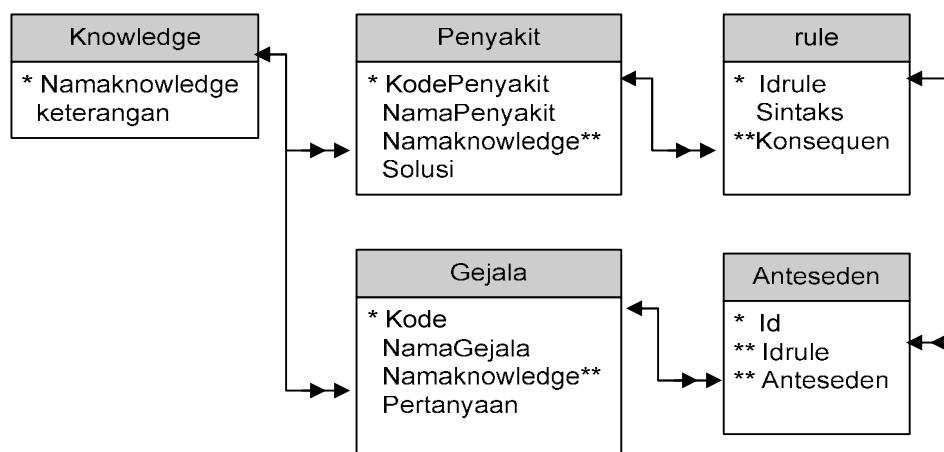 Knowledge
* Namaknowledge
keterangan
Penyakit
* KodePenyakit
NamaPenyakit
Namaknowledge**
Solusi
rule
* Idrule
Sintaks
**Konsequen
Gejala
* Kode
NamaGejala
Namaknowledge**
Pertanyaan
Anteseden
* Id
** Idrule
** Anteseden